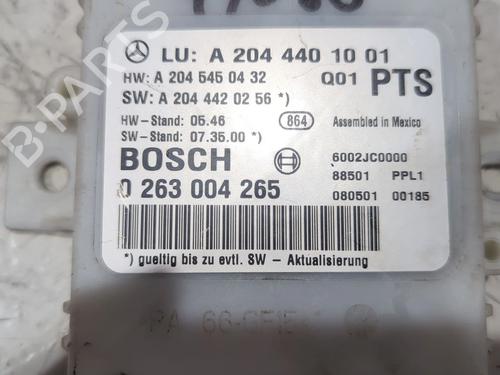 LU: A 204 440 10 01
HW: A 204 545 04 32 Q01 PTS
SW: A 204 442 02 56 *)
HW-Stand: 05.46 864 Assembled in Mexico
SW-Stand: 07.35.00 *)
BOSCH 6002JC0000
88501 PPL1
0 263 004 265 080501 00185
*) gueltig bis zu evtl. SW - Aktualisierung